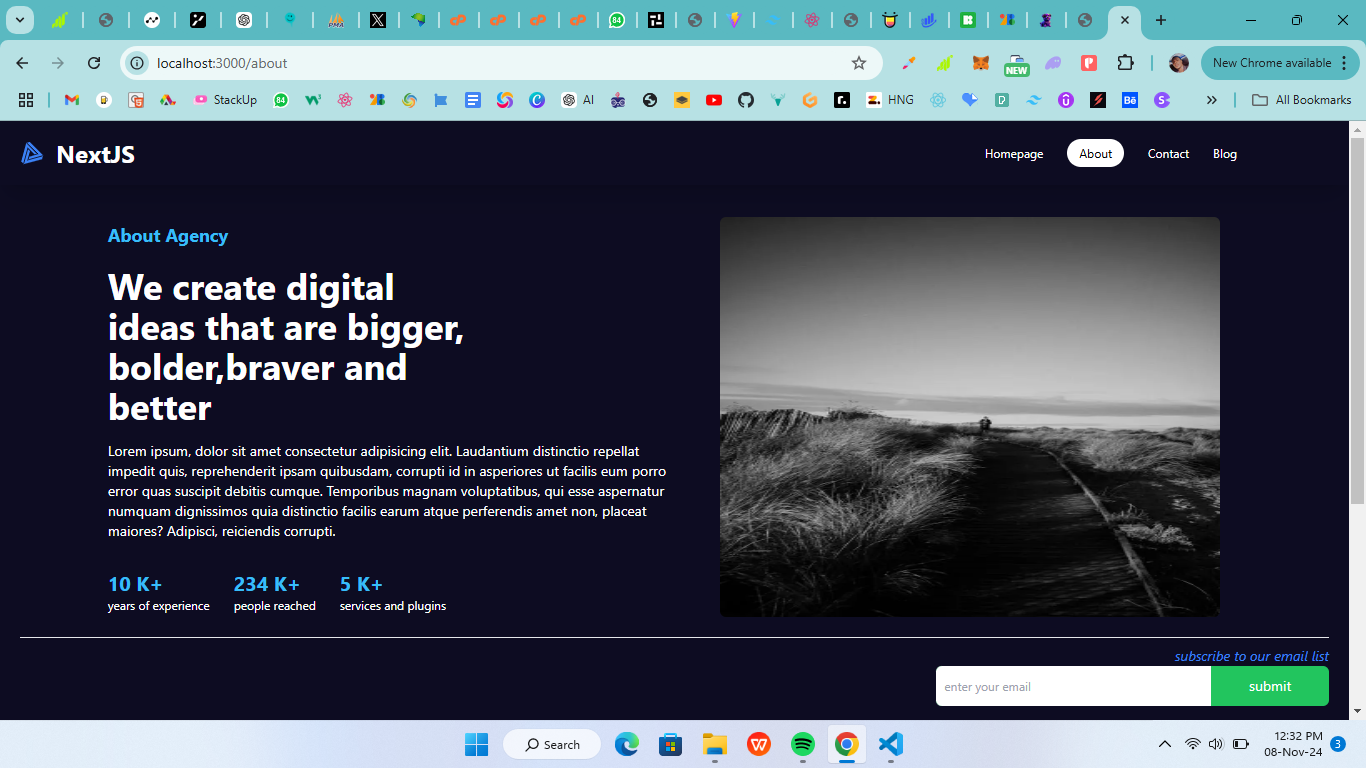 84
PMA
localhost:3000/about
NEW
New Chrome available
StackUp
84
AI
HNG
All Bookmarks
NextJS
Homepage
About
Contact
Blog
About Agency
We create digital
ideas that are bigger,
bolder,braver and
better
Lorem ipsum, dolor sit amet consectetur adipisicing elit. Laudantium distinctio repellat
impedit quis, reprehenderit ipsam quibusdam, corrupti id in asperiores ut facilis eum porro
error quas suscipit debitis cumque. Temporibus magnam voluptatibus, qui esse aspernatur
numquam dignissimos quia distinctio facilis earum atque perferendis amet non, placeat
maiores? Adipisci, reiciendis corrupti.
10 K+
234 K+
5 K+
years of experience
people reached
services and plugins
subscribe to our email list
enter your email
submit
Search
12:32 PM
08-Nov-24
3